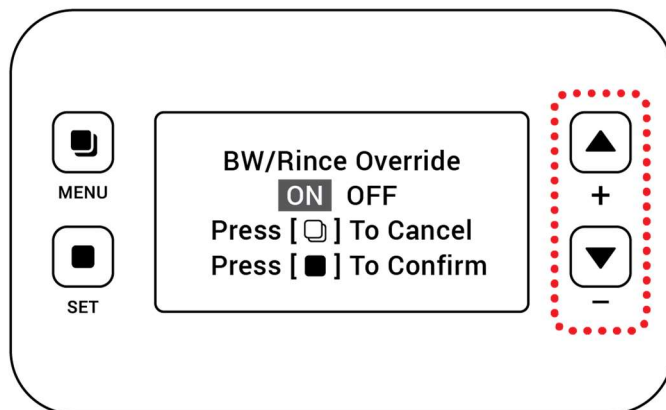 MENU
SET
BW/Rince Override
ON OFF
Press [ ] To Cancel
Press [ ] To Confirm
+
−